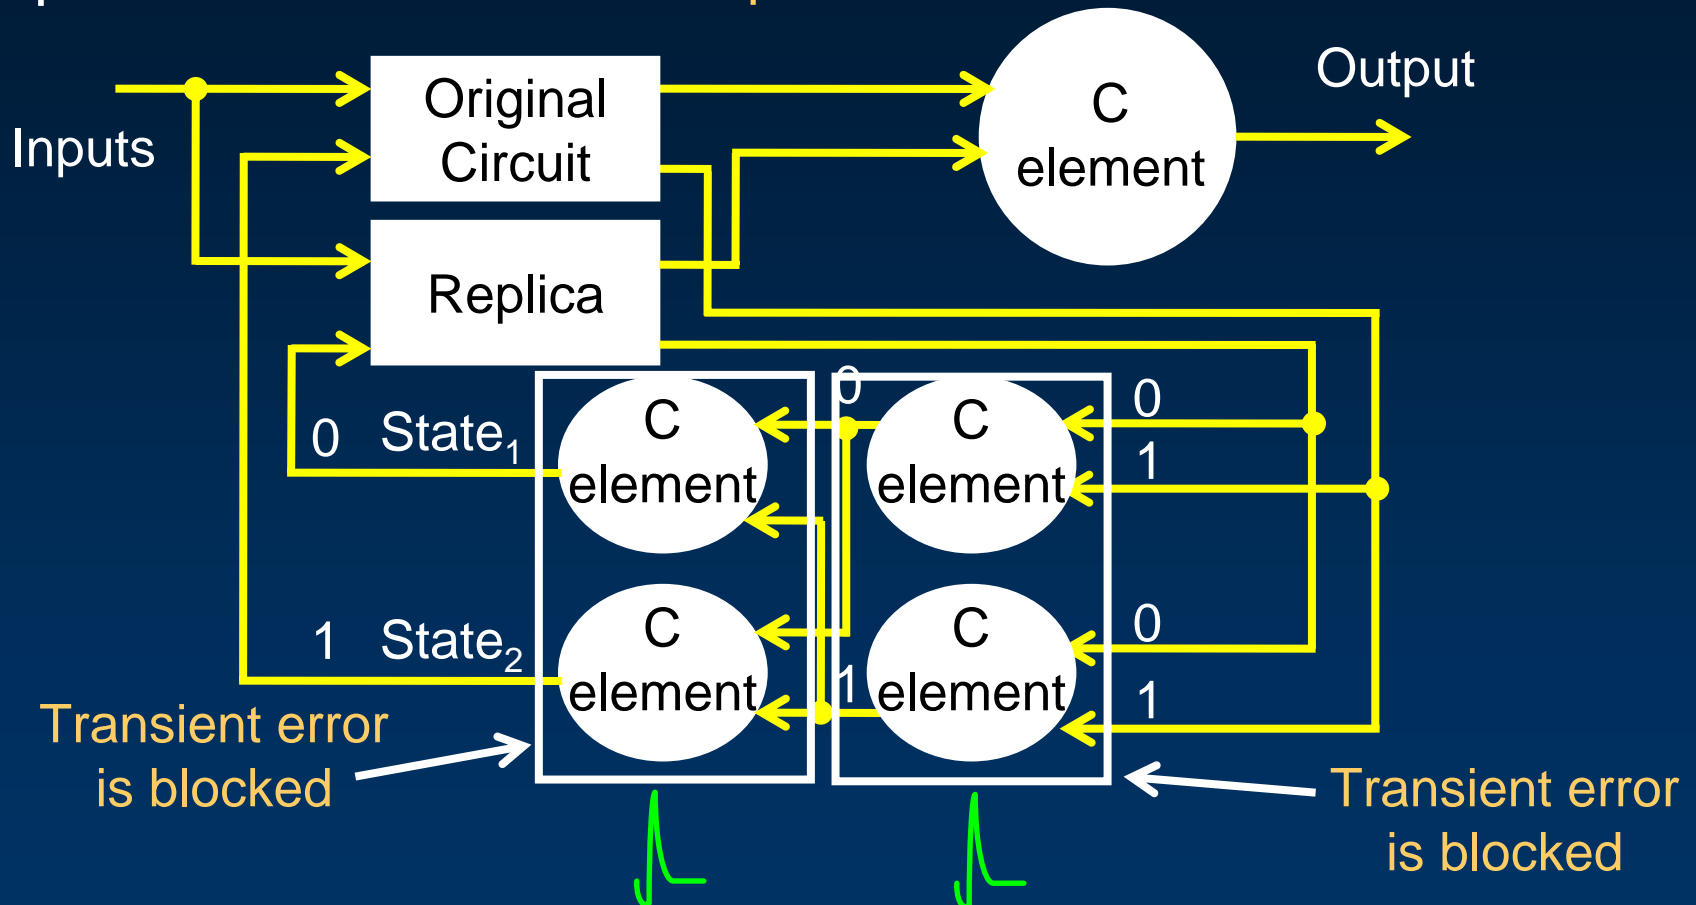 Output
Inputs
Original
Circuit
C
element
Replica
0
0
0
State₁
C
element
C
element
1
0
1
State₂
C
element
1
C
element
1
Transient error
is blocked
Transient error
is blocked